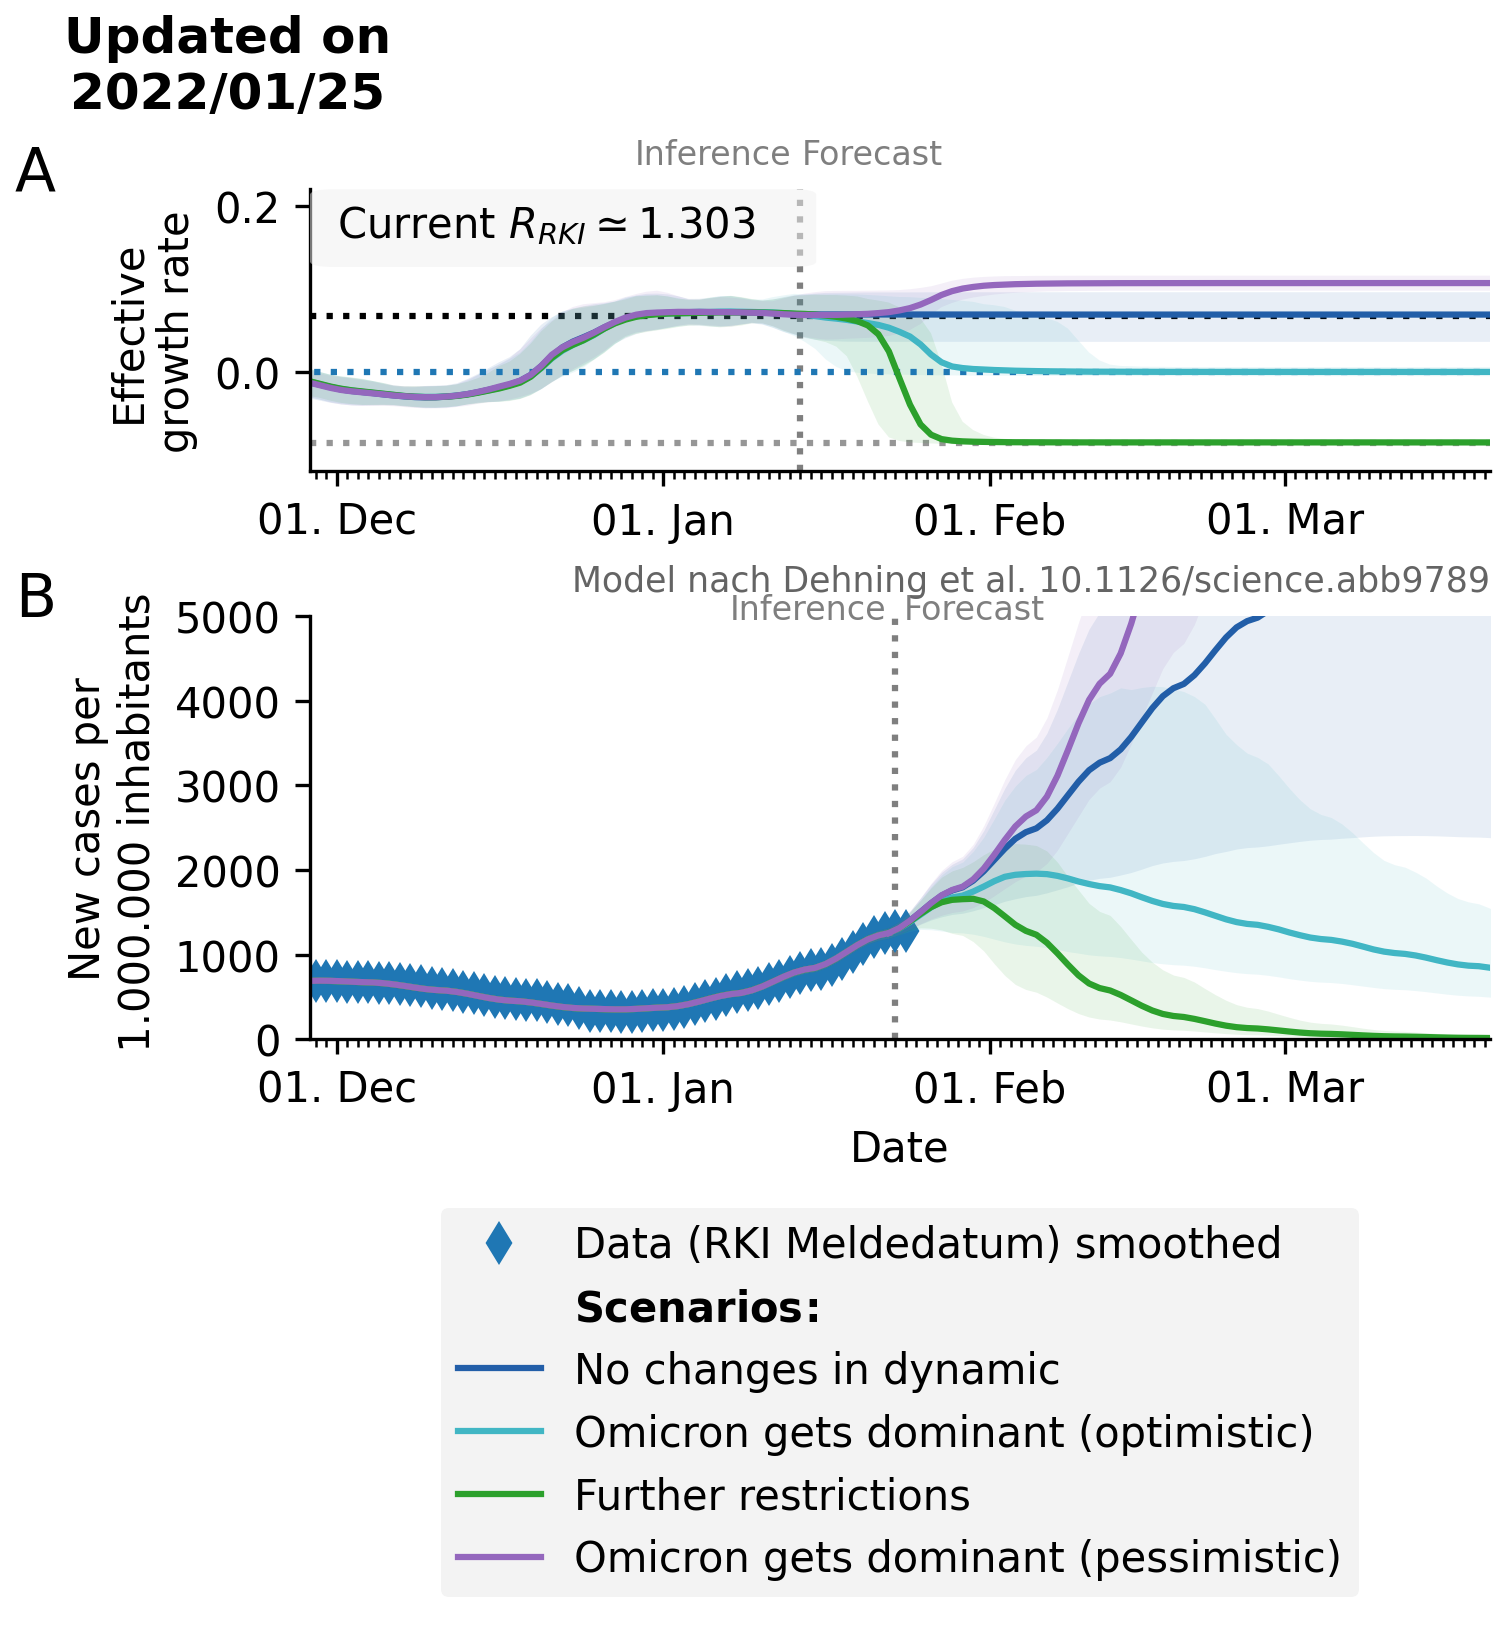 Updated on
2022/01/25
A
Inference Forecast
Effective
growth rate
0.2
0.0
Current R_RKI ≃ 1.303
01. Dec
01. Jan
01. Feb
01. Mar
B
Model nach Dehning et al. 10.1126/science.abb9789
Inference Forecast
New cases per
1.000.000 inhabitants
5000
4000
3000
2000
1000
0
01. Dec
01. Jan
01. Feb
01. Mar
Date
Data (RKI Meldedatum) smoothed
Scenarios:
No changes in dynamic
Omicron gets dominant (optimistic)
Further restrictions
Omicron gets dominant (pessimistic)